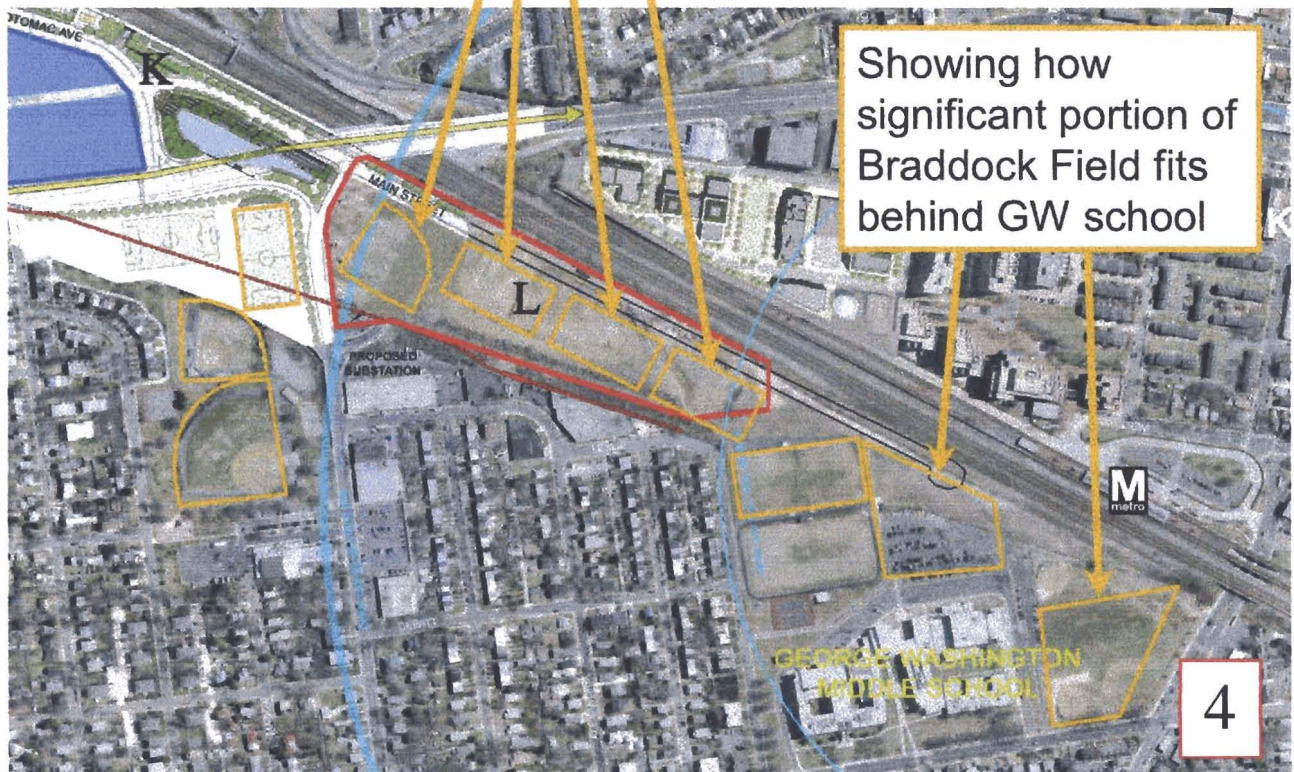 OTOMAC AVE
K
Showing how
significant portion of
Braddock Field fits
behind GW school
K
MAIN STREET
L
PROPOSED
SUBSTATION
M
metro
GEORGE WASHINGTON
MIDDLE SCHOOL
4